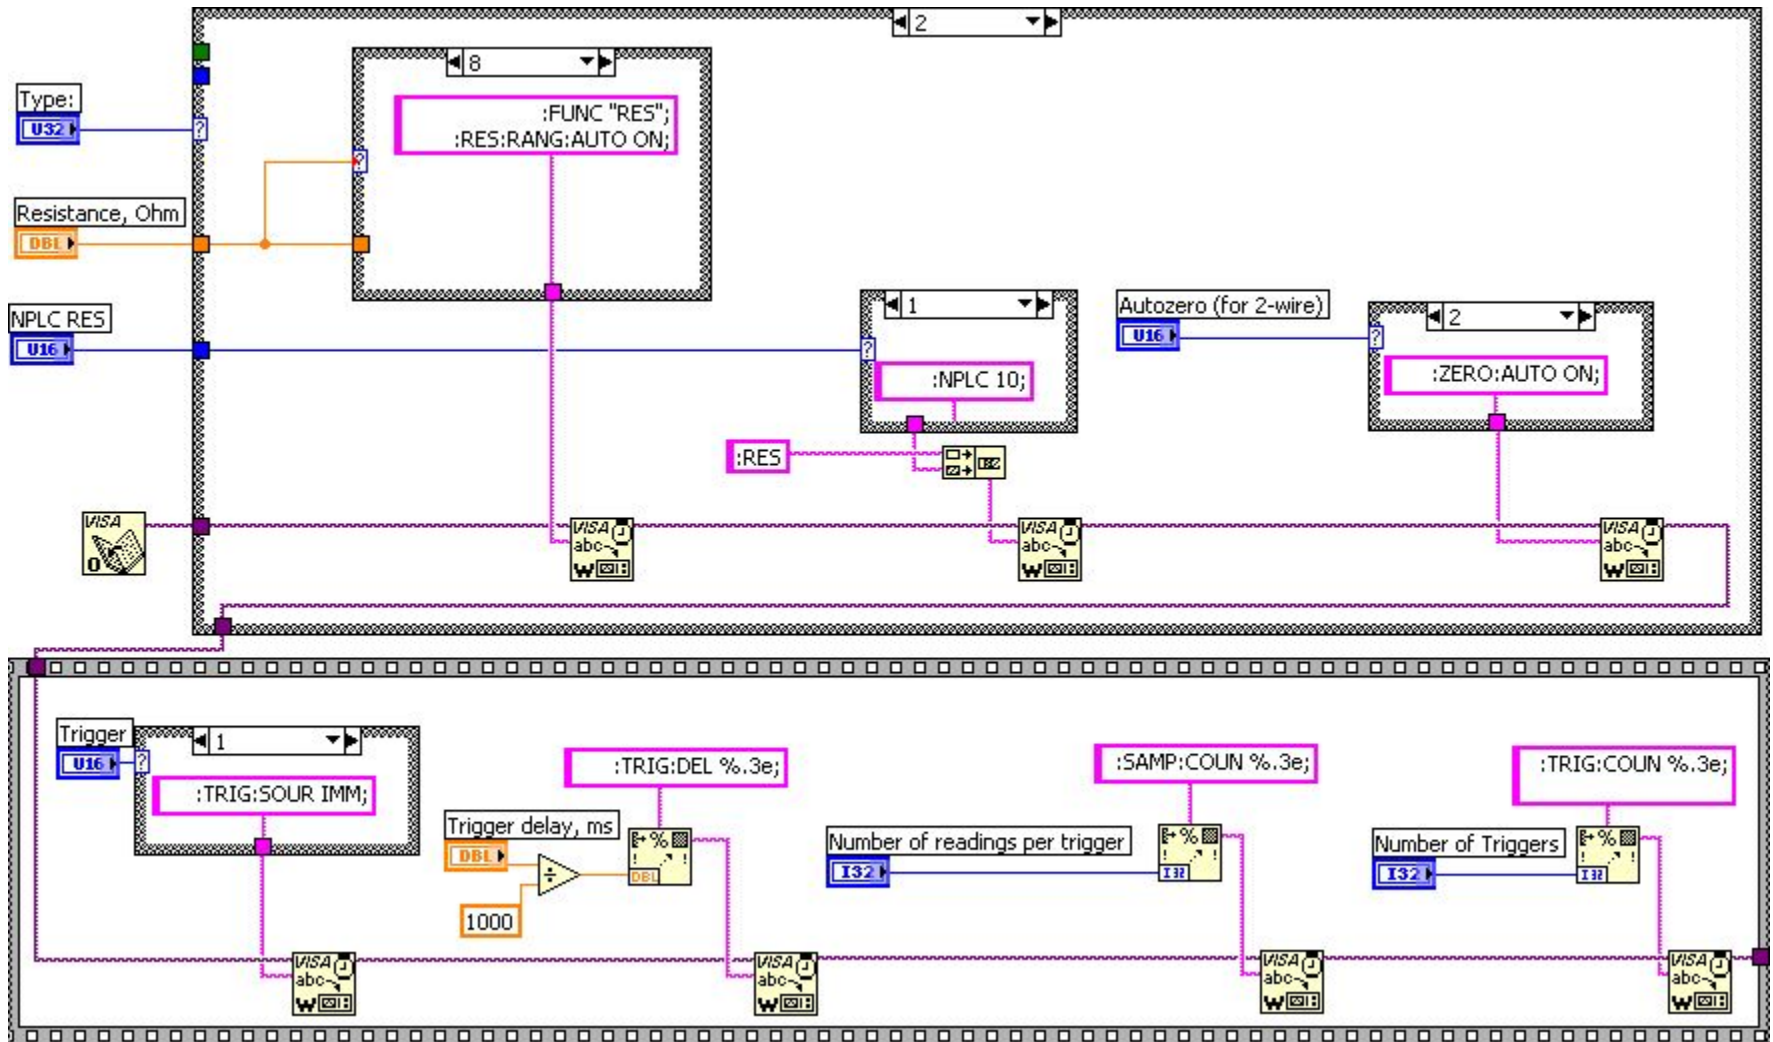 2
8
:FUNC "RES";
:RES:RANG:AUTO ON;
Type:
U32
?
?
Resistance, Ohm
DBL
NPLC RES
U16
1
?
:NPLC 10;
Autozero (for 2-wire)
U16
2
?
:ZERO:AUTO ON;
:RES
VISA
O
VISA
abc
W
VISA
abc
W
VISA
abc
W
Trigger
U16
1
?
:TRIG:SOUR IMM;
:TRIG:DEL %.3e;
:SAMP:COUN %.3e;
:TRIG:COUN %.3e;
Trigger delay, ms
DBL
÷
1000
%
DBL
Number of readings per trigger
I32
%
I32
Number of Triggers
I32
%
I32
VISA
abc
W
VISA
abc
W
VISA
abc
W
VISA
abc
W